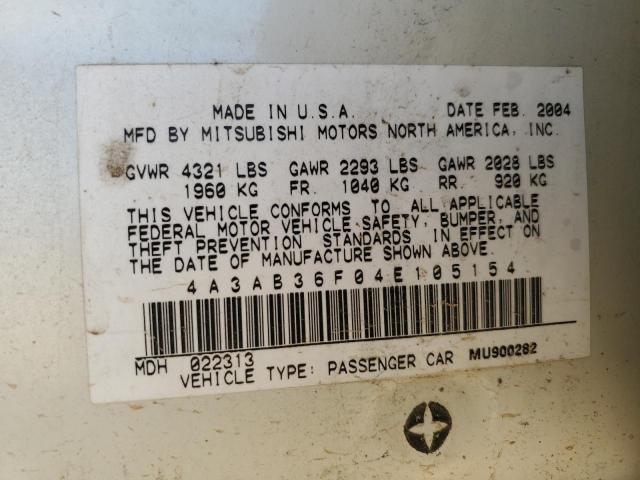 MADE IN U.S.A. DATE FEB. 2004
MFD BY MITSUBISHI MOTORS NORTH AMERICA, INC.
GVWR 4321 LBS GAWR 2293 LBS GAWR 2028 LBS
1960 KG FR. 1040 KG RR. 920 KG
THIS VEHICLE CONFORMS TO ALL APPLICABLE
FEDERAL MOTOR VEHICLE SAFETY, BUMPER, AND
THEFT PREVENTION STANDARDS IN EFFECT ON
THE DATE OF MANUFACTURE SHOWN ABOVE.
4A3AB36F04E105154
MDH 022313
VEHICLE TYPE: PASSENGER CAR MU900282